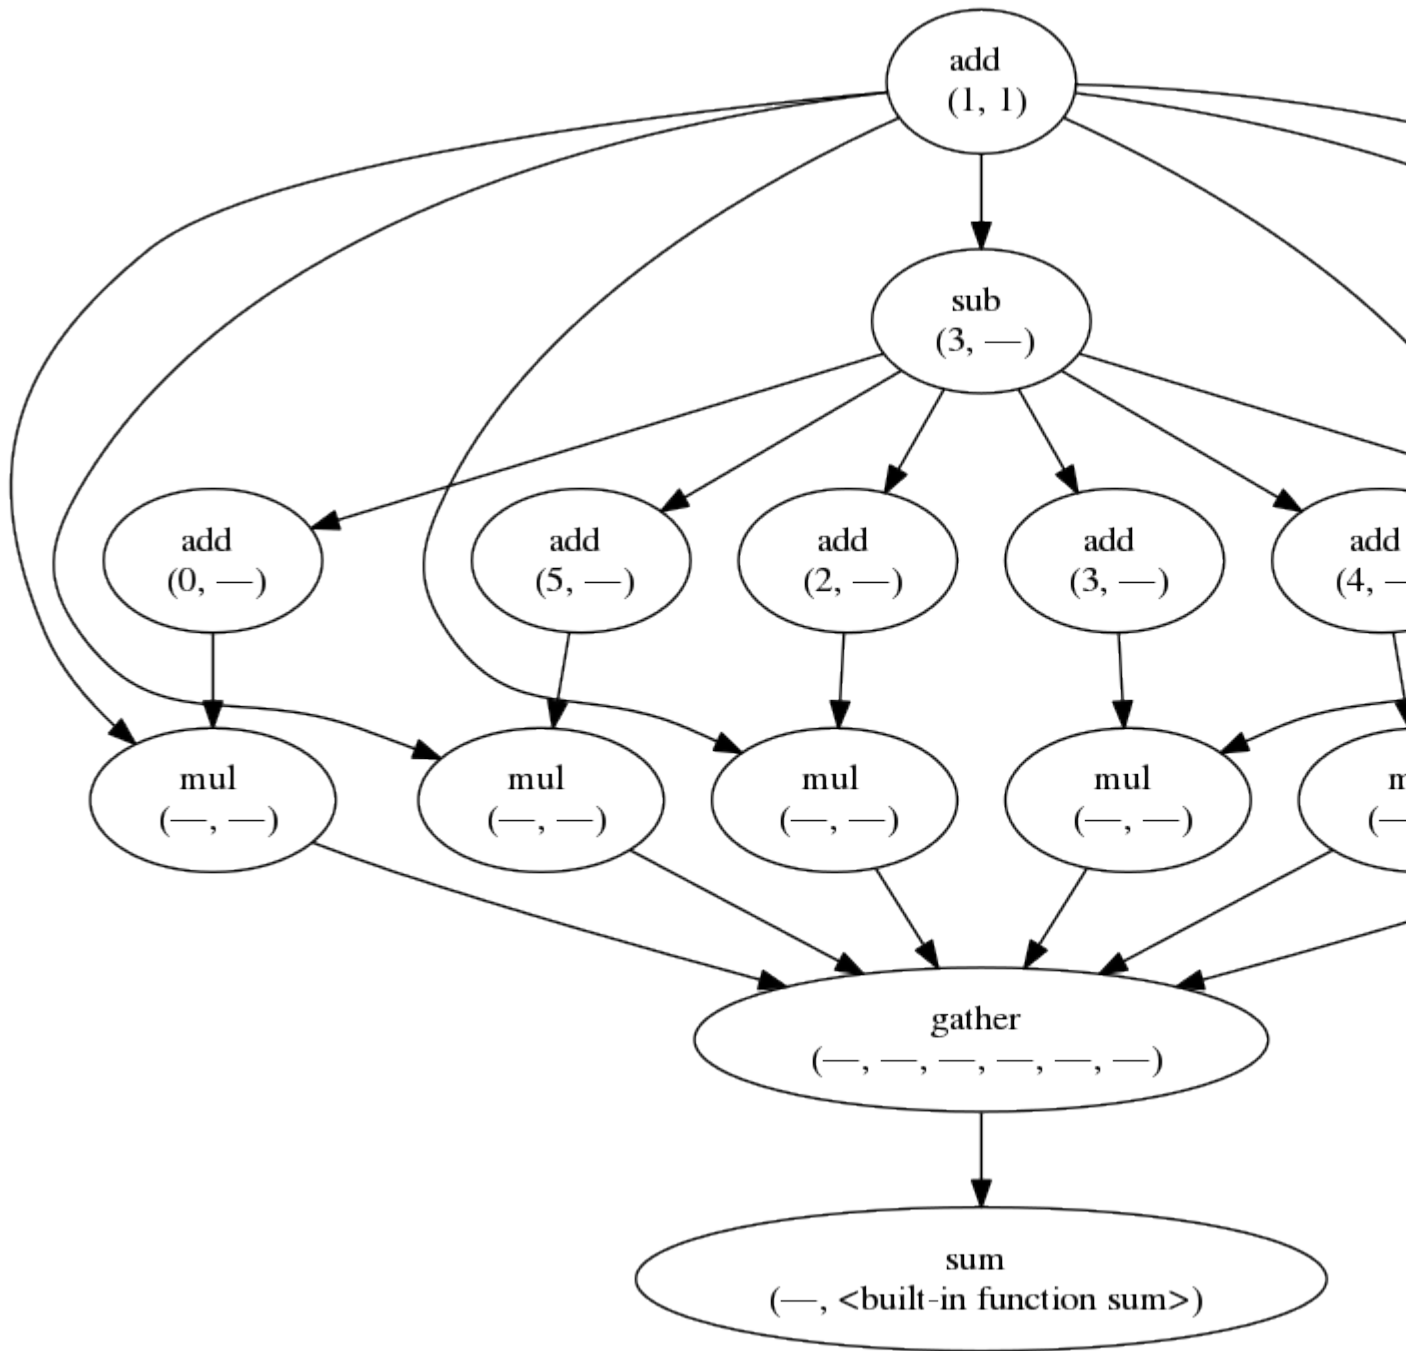 add
(1, 1)
sub
(3, —)
add
(0, —)
add
(5, —)
add
(2, —)
add
(3, —)
add
(4, —
mul
(—, —)
mul
(—, —)
mul
(—, —)
mul
(—, —)
m
(—
gather
(—, —, —, —, —, —)
sum
(—, <built-in function sum>)